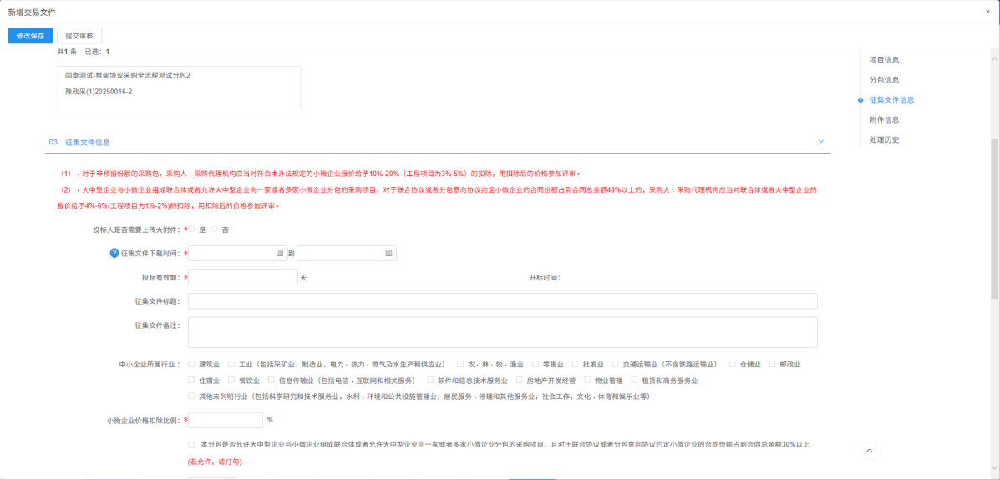 新增交易文件
×
修改保存
提交审核
共1 条 已选：1
国泰测试-框架协议采购全流程测试分包2
豫政采(1)20250016-2
项目信息
分包信息
征集文件信息
附件信息
处理历史
03 征集文件信息
（1）、对于非预留份额的采购包，采购人、采购代理机构应当对符合本办法规定的小微企业报价给予10%-20%（工程项目为3%-5%）的扣除，用扣除后的价格参加评审。
（2）、大中型企业与小微企业组成联合体或者允许大中型企业向一家或者多家小微企业分包的采购项目，对于联合协议或者分包意向协议约定小微企业的合同份额占到合同总金额40%以上的，采购人、采购代理机构应当对联合体或者大中型企业的
报价给予4%-6%(工程项目为1%-2%)的扣除，用扣除后的价格参加评审。
投标人是否需要上传大附件： * 是 否
? 征集文件下载时间： * 到
投标有效期： * 天 开标时间：
征集文件标题：
征集文件备注：
中小企业所属行业： 建筑业 工业（包括采矿业，制造业，电力、热力、燃气及水生产和供应业） 农、林、牧、渔业 零售业 批发业 交通运输业（不含铁路运输业） 仓储业 邮政业
住宿业 餐饮业 信息传输业（包括电信、互联网和相关服务） 软件和信息技术服务业 房地产开发经营 物业管理 租赁和商务服务业
其他未列明行业（包括科学研究和技术服务业，水利、环境和公共设施管理业，居民服务、修理和其他服务业，社会工作，文化、体育和娱乐业等）
小微企业价格扣除比例： * %
本分包是否允许大中型企业与小微企业组成联合体或者允许大中型企业向一家或者多家小微企业分包的采购项目，且对于联合协议或者分包意向协议约定小微企业的合同份额占到合同总金额30%以上
(若允许，请打勾)